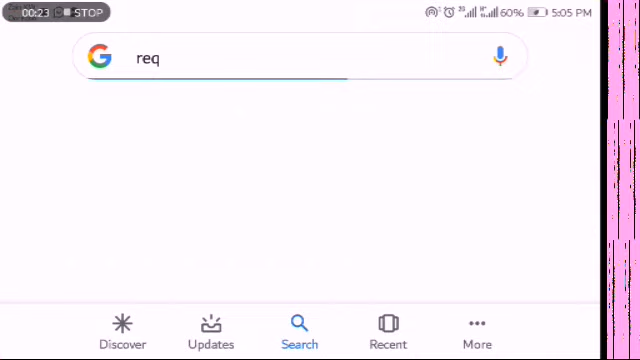 00:23 STOP
60% 5:05 PM
req
Discover Updates Search Recent More